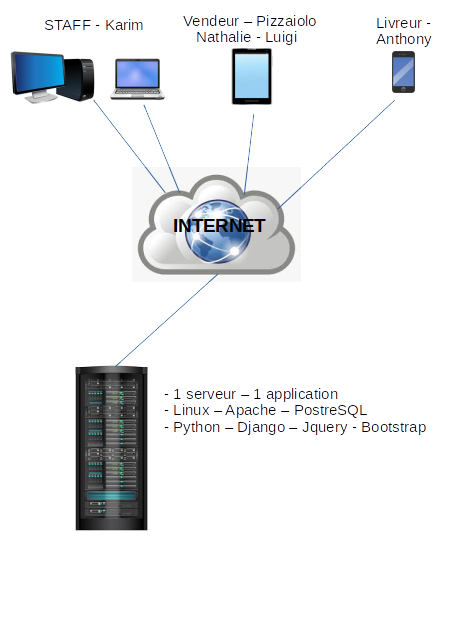 STAFF - Karim
Vendeur – Pizzaiolo
Nathalie - Luigi
Livreur -
Anthony
INTERNET
- 1 serveur – 1 application
- Linux – Apache – PostreSQL
- Python – Django – Jquery - Bootstrap